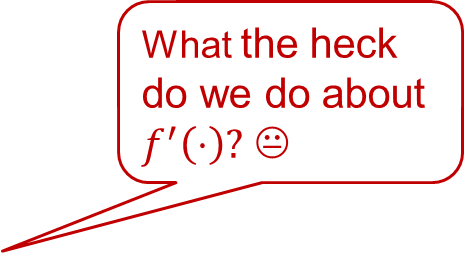 What the heck
do we do about
𝑓′(⋅)? 😐